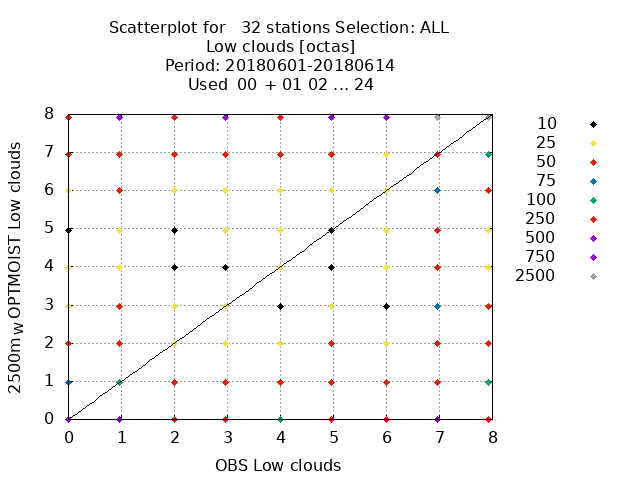 Scatterplot for 32 stations Selection: ALL
Low clouds [octas]
Period: 20180601-20180614
Used 00 + 01 02 ... 24
8
7
6
5
4
3
2
1
0
2500m_w OPTMOIST Low clouds
0 1 2 3 4 5 6 7 8
OBS Low clouds
10
25
50
75
100
250
500
750
2500